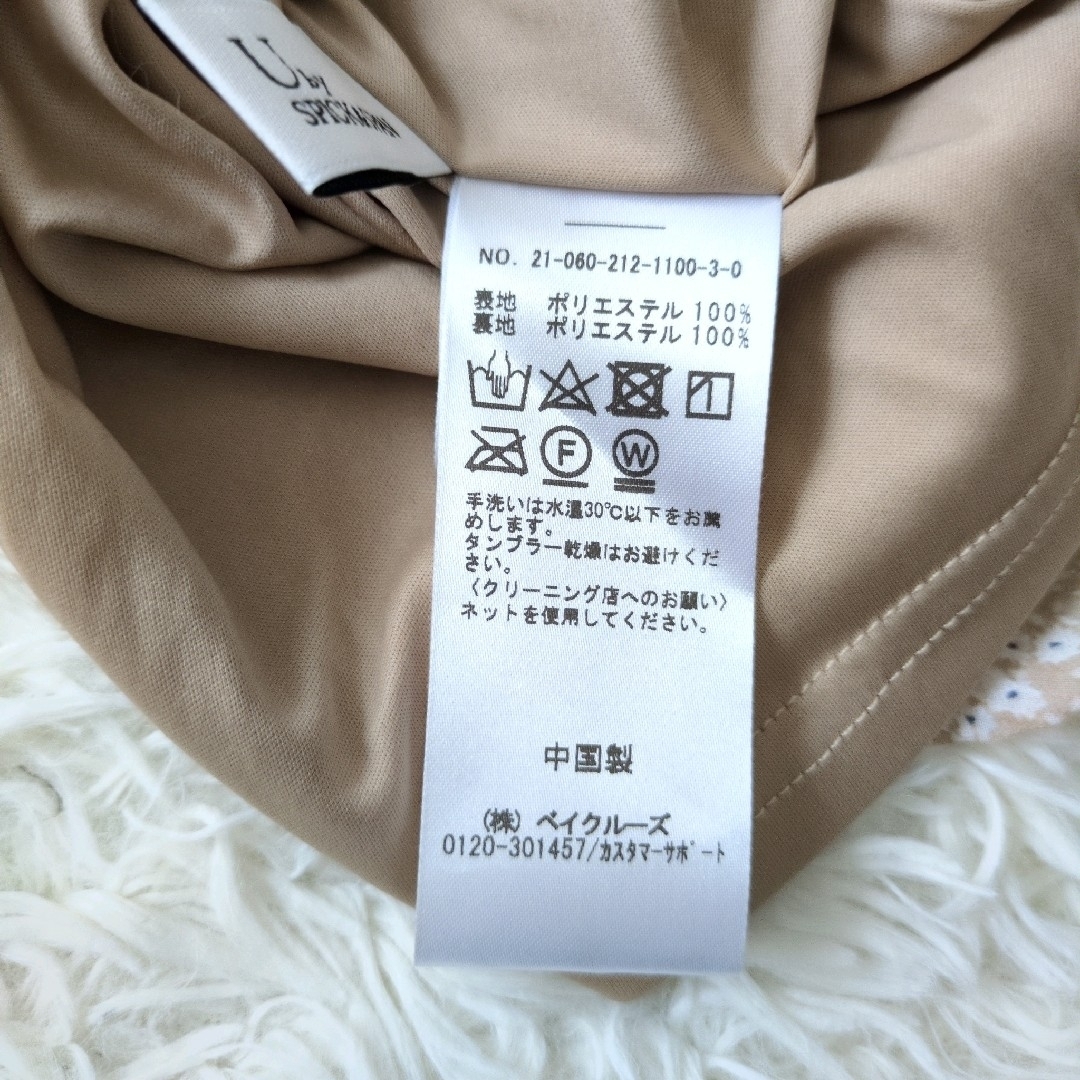 U by
SPICK&SPAN
NO. 21-060-212-1100-3-0
表地 ポリエステル 100%
裏地 ポリエステル 100%
F W
手洗いは水温30℃以下をお薦
めします。
タンブラー乾燥はお避けくだ
さい。
〈クリーニング店へのお願い〉
ネットを使用してください。
中国製
(株) ベイクルーズ
0120-301457/カスタマーサポート